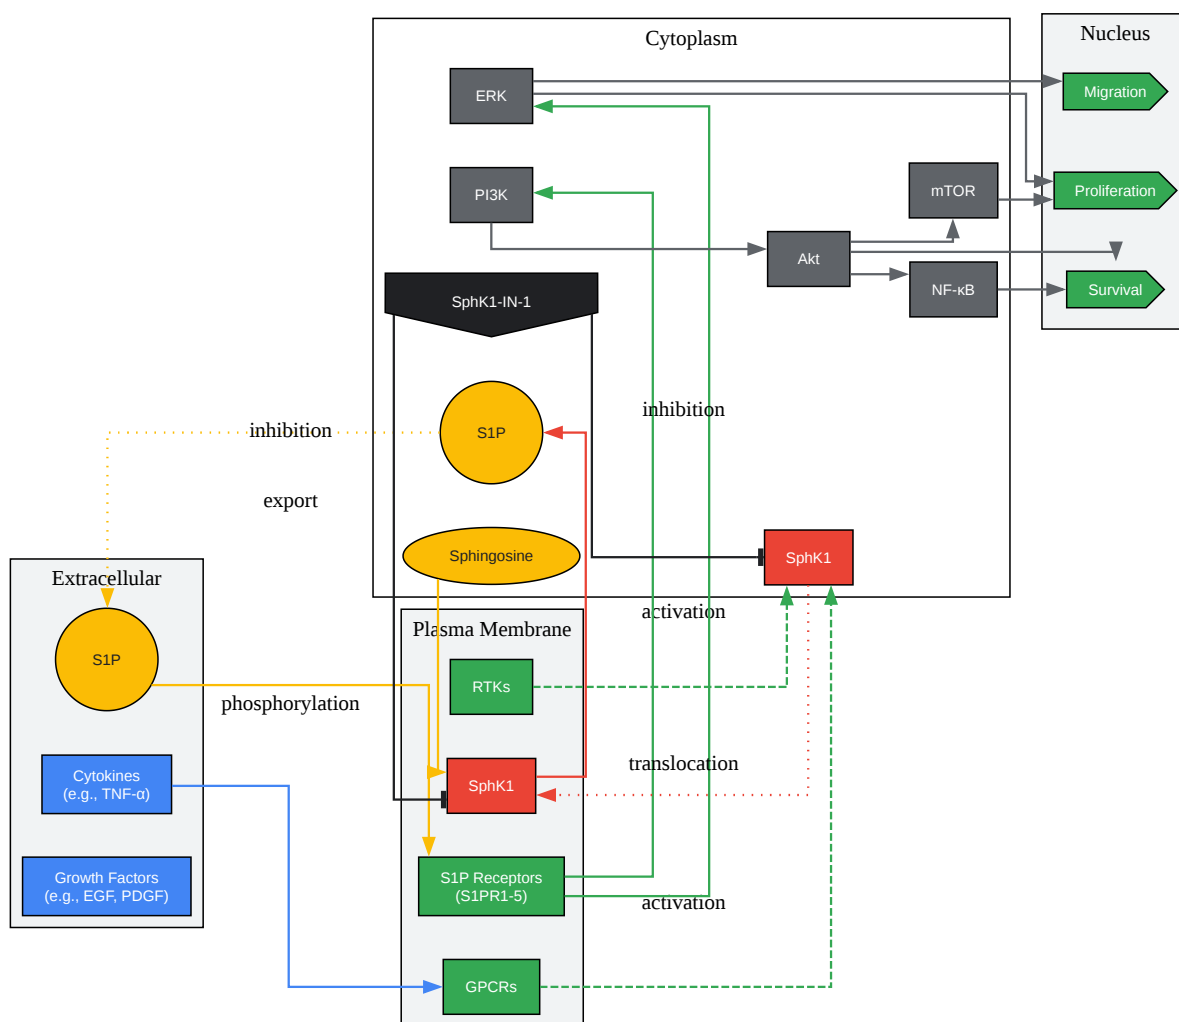 Cytoplasm
Nucleus
ERK
Migration
PI3K
mTOR
Proliferation
Akt
NF-κB
Survival
SphK1-IN-1
S1P
inhibition
inhibition
export
Sphingosine
SphK1
Extracellular
activation
Plasma Membrane
S1P
RTKs
phosphorylation
translocation
Cytokines
(e.g., TNF-α)
SphK1
Growth Factors
(e.g., EGF, PDGF)
S1P Receptors
(S1PR1-5)
activation
GPCRs